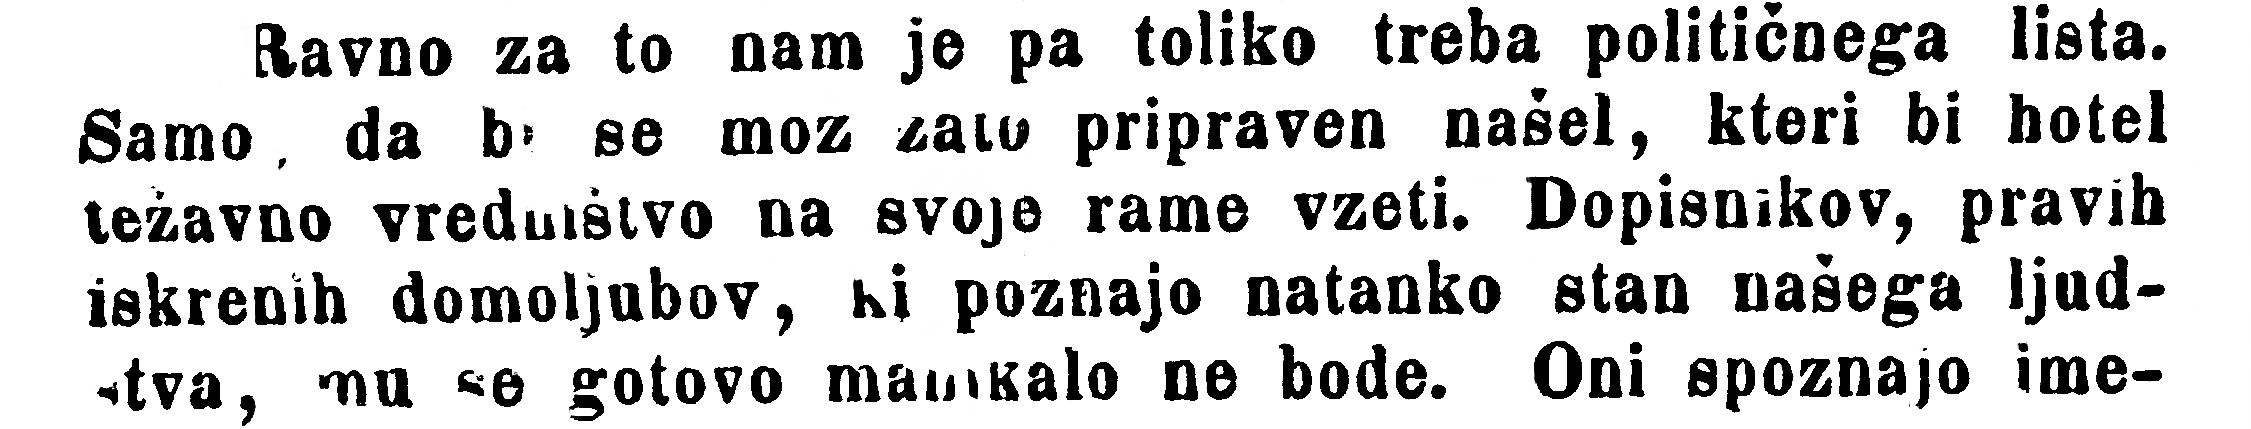 Ravno za to nam je pa toliko treba političnega lista.
Samo, da bi se mož zato pripraven našel, kteri bi hotel
težavno vredništvo na svoje rame vzeti. Dopisnikov, pravih
iskrenih domoljubov, ki poznajo natanko stan našega ljud-
stva, mu se gotovo manjkalo ne bode. Oni spoznajo ime-